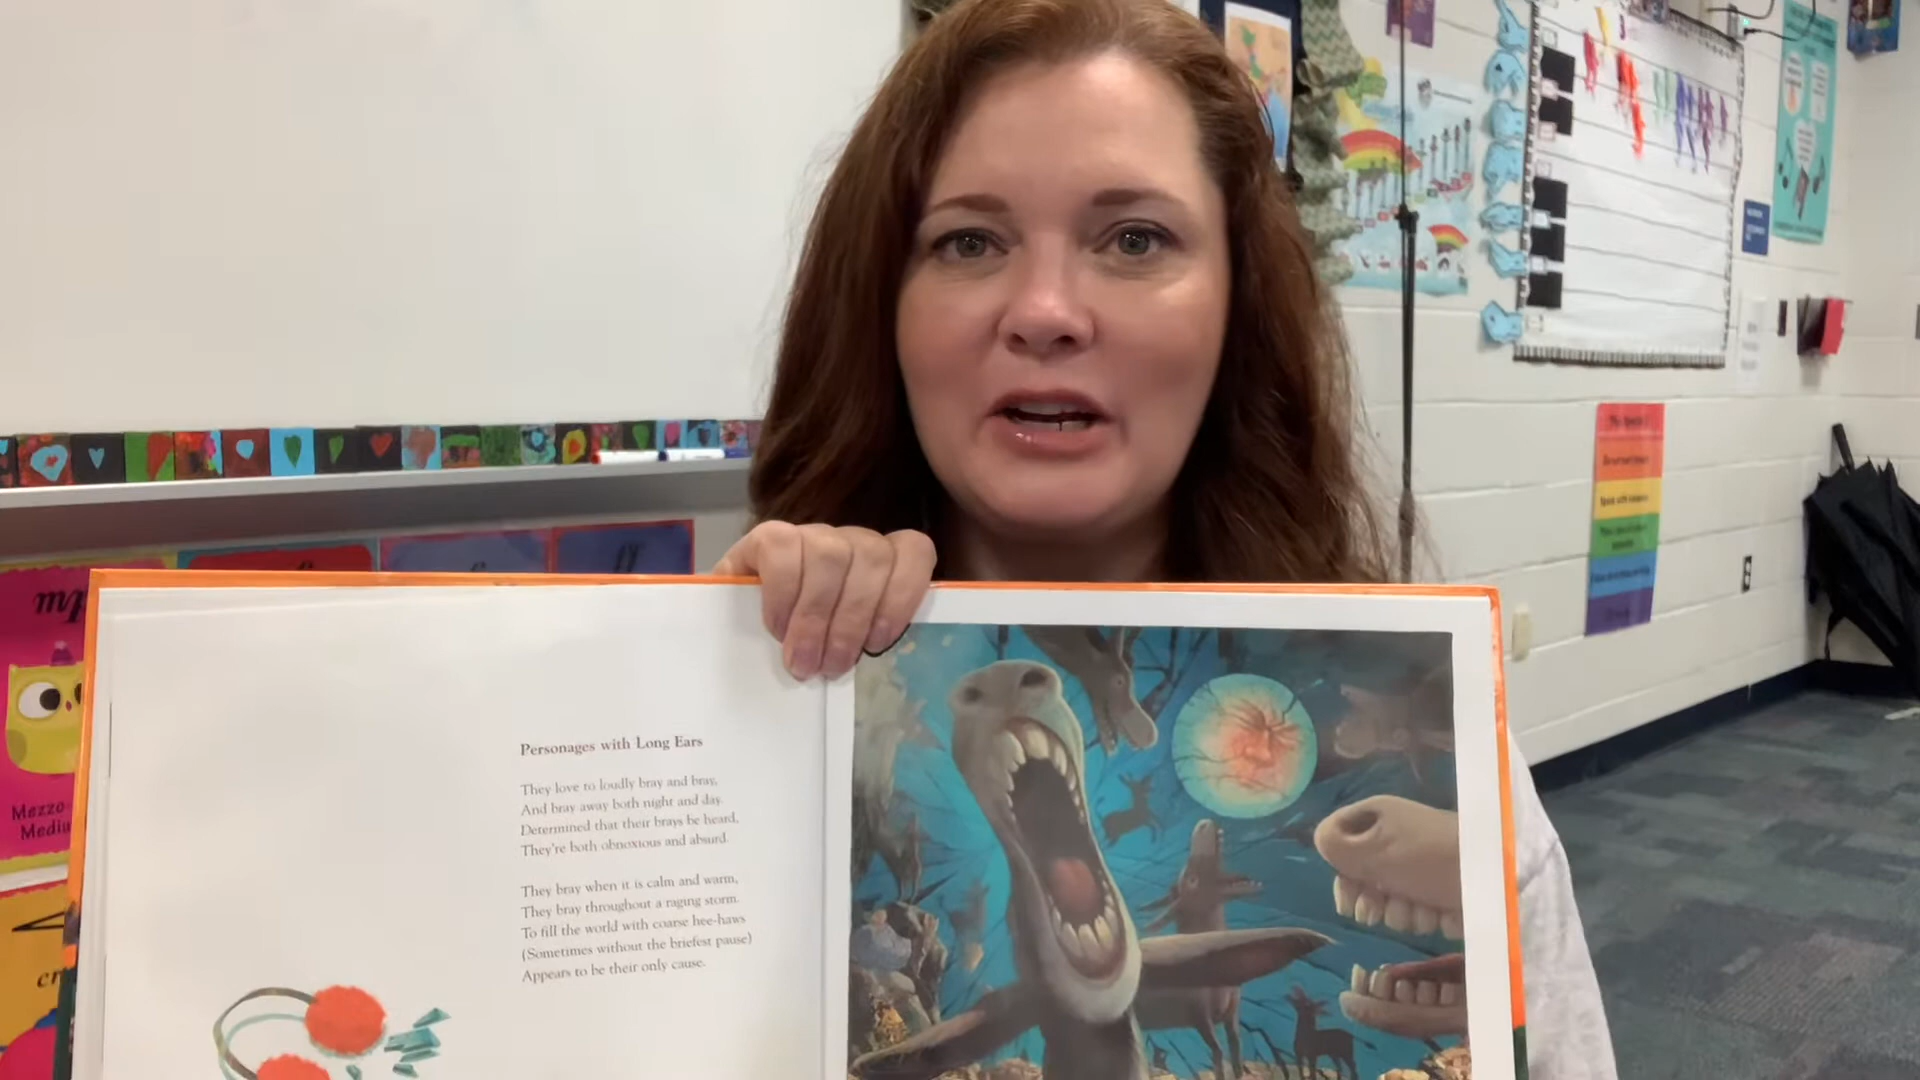 Personages with Long Ears
They love to loudly bray and bray,
And bray away both night and day.
Determined that their brays be heard,
They're both obnoxious and absurd.
They bray when it is calm and warm,
They bray throughout a raging storm.
To fill the world with coarse hee-haws
(Sometimes without the briefest pause)
Appears to be their only cause.
mp
Mezzo
ff
cr